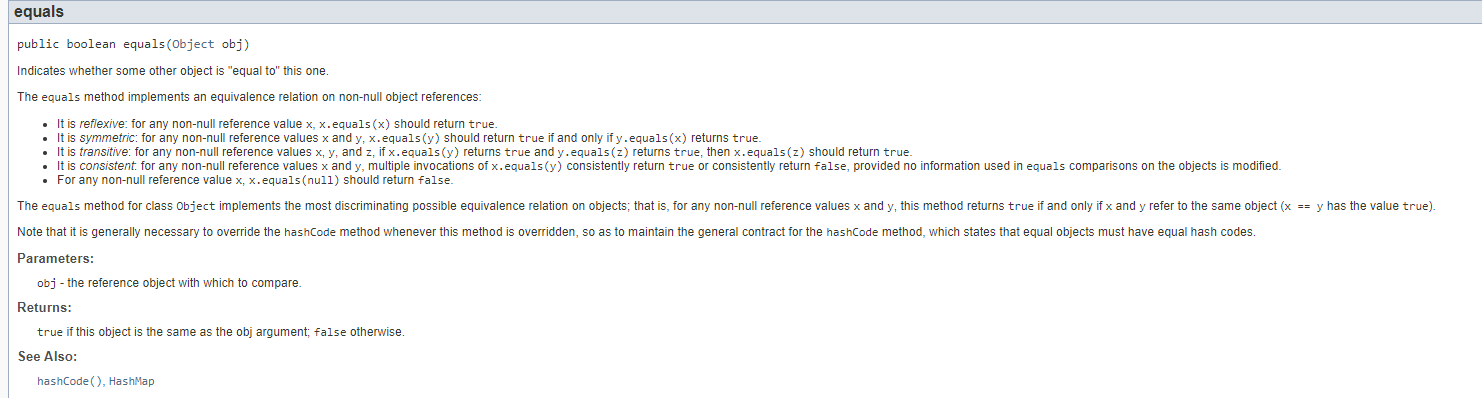 equals
public boolean equals(Object obj)
Indicates whether some other object is "equal to" this one.
The equals method implements an equivalence relation on non-null object references:
• It is reflexive: for any non-null reference value x, x.equals(x) should return true.
• It is symmetric: for any non-null reference values x and y, x.equals(y) should return true if and only if y.equals(x) returns true.
• It is transitive: for any non-null reference values x, y, and z, if x.equals(y) returns true and y.equals(z) returns true, then x.equals(z) should return true.
• It is consistent: for any non-null reference values x and y, multiple invocations of x.equals(y) consistently return true or consistently return false, provided no information used in equals comparisons on the objects is modified.
• For any non-null reference value x, x.equals(null) should return false.
The equals method for class Object implements the most discriminating possible equivalence relation on objects; that is, for any non-null reference values x and y, this method returns true if and only if x and y refer to the same object (x == y has the value true).
Note that it is generally necessary to override the hashCode method whenever this method is overridden, so as to maintain the general contract for the hashCode method, which states that equal objects must have equal hash codes.
Parameters:
obj - the reference object with which to compare.
Returns:
true if this object is the same as the obj argument; false otherwise.
See Also:
hashCode(), HashMap